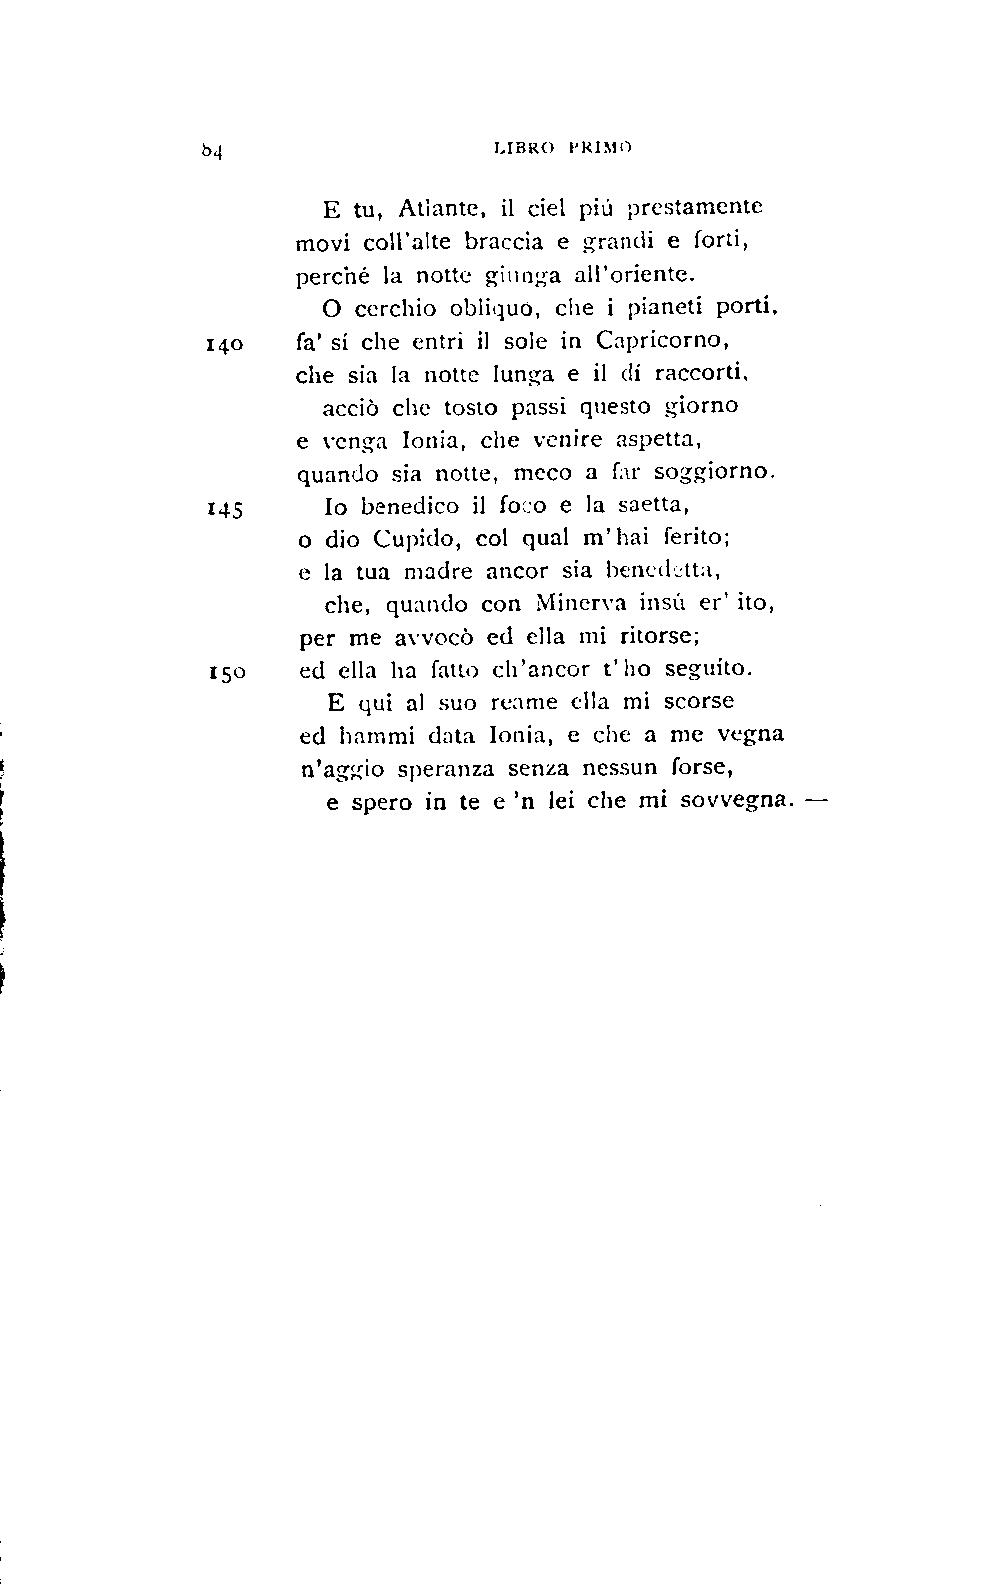 84 LIBRO PRIMO
E tu, Atlante, il ciel piú prestamente
movi coll'alte braccia e grandi e forti,
perché la notte giunga all'oriente.
O cerchio obliquo, che i pianeti porti,
140 fa' sí che entri il sole in Capricorno,
che sia la notte lunga e il dí raccorti,
acciò che tosto passi questo giorno
e venga Ionia, che venire aspetta,
quando sia notte, meco a far soggiorno.
145 Io benedico il foco e la saetta,
o dio Cupido, col qual m'hai ferito;
e la tua madre ancor sia benedetta,
che, quando con Minerva insú er' ito,
per me avvocò ed ella mi ritorse;
150 ed ella ha fatto ch'ancor t'ho seguíto.
E qui al suo reame ella mi scorse
ed hammi data Ionia, e che a me vegna
n'aggio speranza senza nessun forse,
e spero in te e 'n lei che mi sovvegna. —